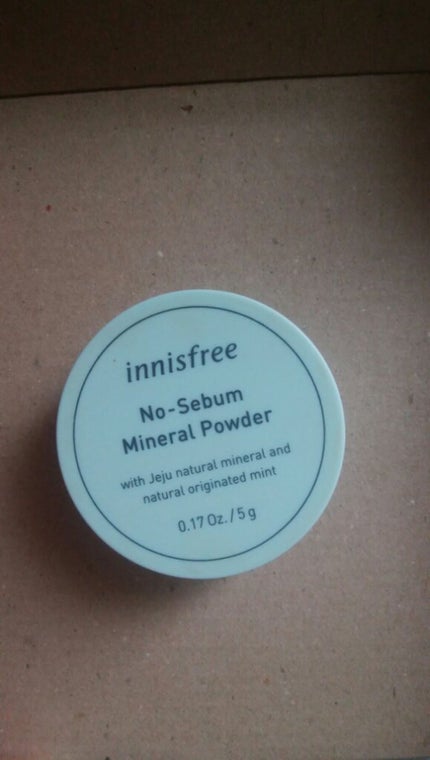 innisfree
No-Sebum
Mineral Powder
with Jeju natural mineral and
natural originated mint
0.17 Oz. / 5 g